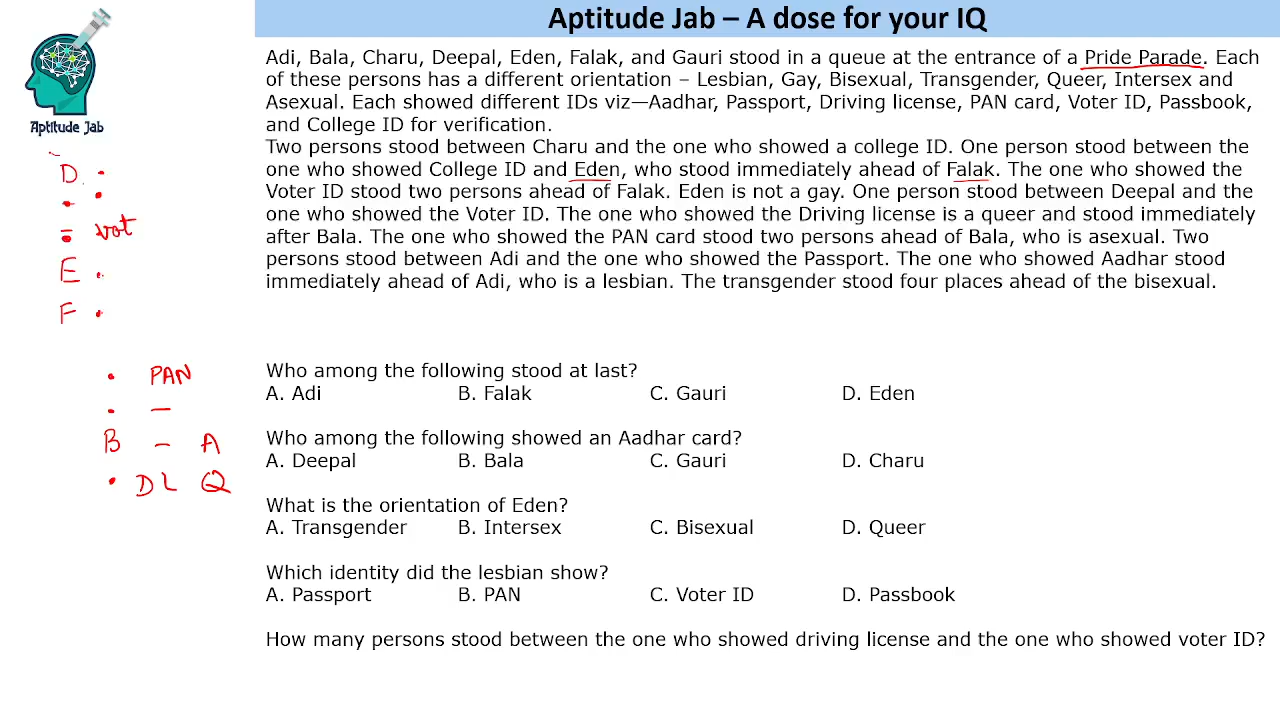 Aptitude Jab – A dose for your IQ
Aptitude Jab
Adi, Bala, Charu, Deepal, Eden, Falak, and Gauri stood in a queue at the entrance of a Pride Parade. Each
of these persons has a different orientation – Lesbian, Gay, Bisexual, Transgender, Queer, Intersex and
Asexual. Each showed different IDs viz—Aadhar, Passport, Driving license, PAN card, Voter ID, Passbook,
and College ID for verification.
Two persons stood between Charu and the one who showed a college ID. One person stood between the
one who showed College ID and Eden, who stood immediately ahead of Falak. The one who showed the
Voter ID stood two persons ahead of Falak. Eden is not a gay. One person stood between Deepal and the
one who showed the Voter ID. The one who showed the Driving license is a queer and stood immediately
after Bala. The one who showed the PAN card stood two persons ahead of Bala, who is asexual. Two
persons stood between Adi and the one who showed the Passport. The one who showed Aadhar stood
immediately ahead of Adi, who is a lesbian. The transgender stood four places ahead of the bisexual.
D
– vot
E
F
PAN
–
B – A
DL Q
Who among the following stood at last?
A. Adi B. Falak C. Gauri D. Eden
Who among the following showed an Aadhar card?
A. Deepal B. Bala C. Gauri D. Charu
What is the orientation of Eden?
A. Transgender B. Intersex C. Bisexual D. Queer
Which identity did the lesbian show?
A. Passport B. PAN C. Voter ID D. Passbook
How many persons stood between the one who showed driving license and the one who showed voter ID?